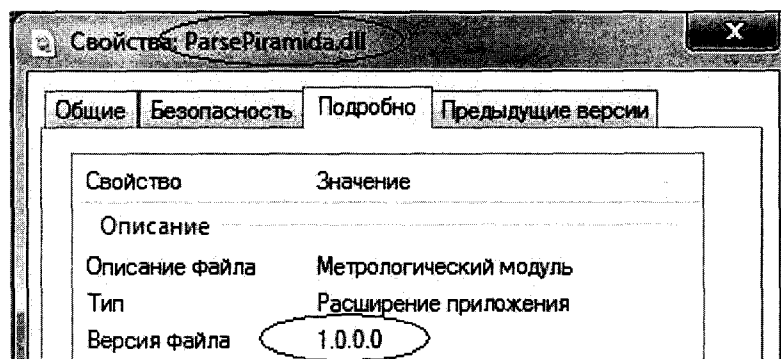 Свойства: ParsePiramida.dll
Общие Безопасность Подробно Предыдущие версии
Свойство Значение
Описание
Описание файла Метрологический модуль
Тип Расширение приложения
Версия файла 1.0.0.0